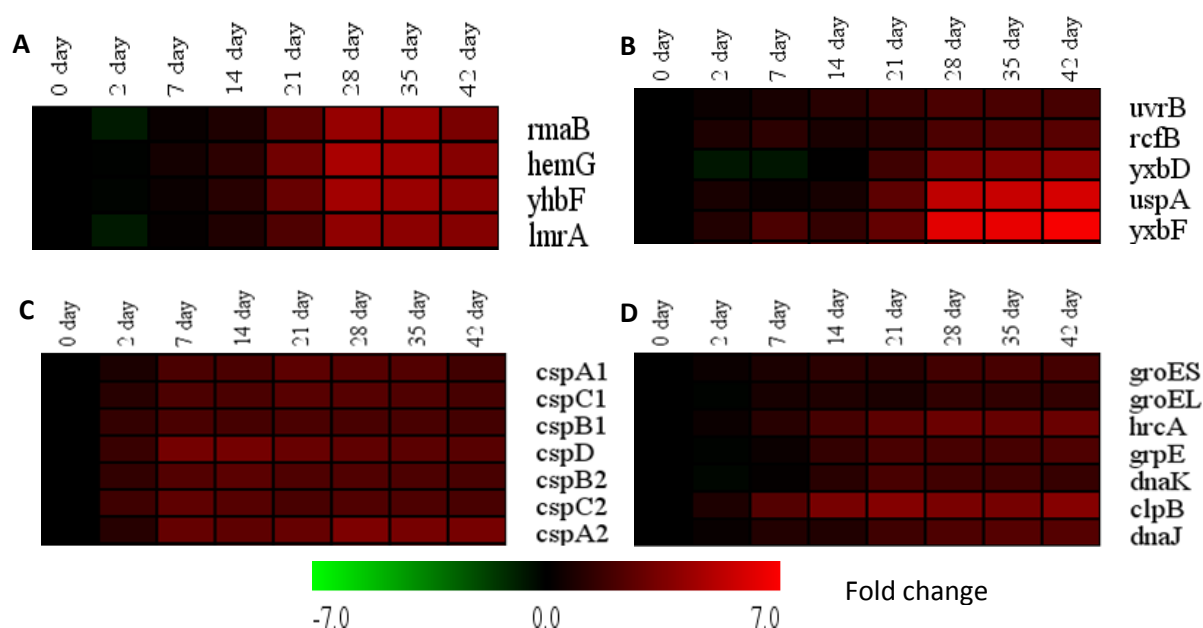 A
0 day 2 day 7 day 14 day 21 day 28 day 35 day 42 day
rmaB
hemG
yhbF
lmrA
B
0 day 2 day 7 day 14 day 21 day 28 day 35 day 42 day
uvrB
rcfB
yxbD
uspA
yxbF
C
0 day 2 day 7 day 14 day 21 day 28 day 35 day 42 day
cspA1
cspC1
cspB1
cspD
cspB2
cspC2
cspA2
D
0 day 2 day 7 day 14 day 21 day 28 day 35 day 42 day
groES
groEL
hrcA
grpE
dnaK
clpB
dnaJ
-7.0 0.0 7.0
Fold change